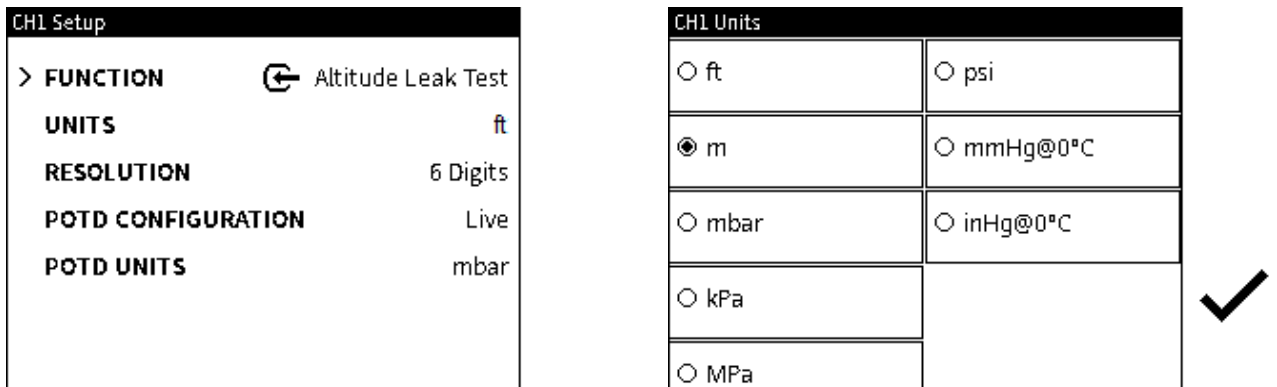 CH1 Setup
> FUNCTION Altitude Leak Test
UNITS ft
RESOLUTION 6 Digits
POTD CONFIGURATION Live
POTD UNITS mbar
CH1 Units
ft psi
m mmHg@0°C
mbar inHg@0°C
kPa
MPa